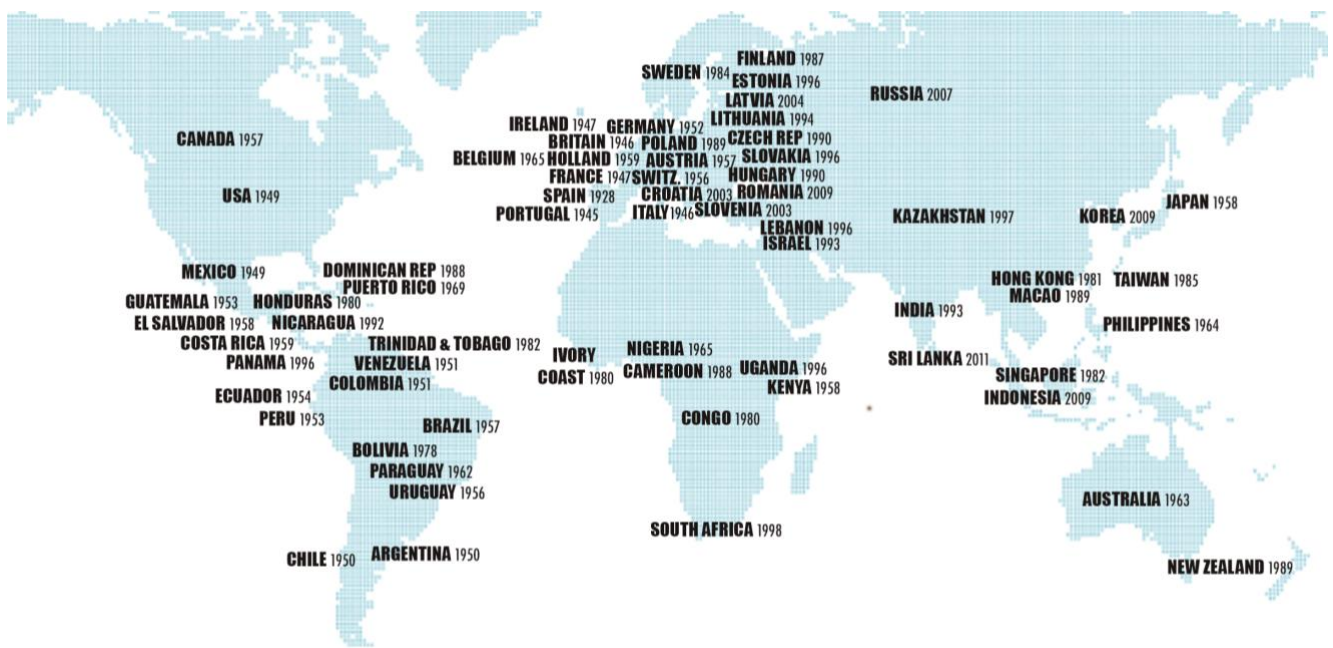 FINLAND 1987
SWEDEN 1984
ESTONIA 1996
RUSSIA 2007
LATVIA 2004
LITHUANIA 1994
IRELAND 1947
GERMANY 1952
CANADA 1957
BRITAIN 1946
POLAND 1989
CZECH REP 1990
BELGIUM 1965
HOLLAND 1959
AUSTRIA 1957
SLOVAKIA 1996
FRANCE 1947
SWITZ. 1956
HUNGARY 1990
USA 1949
SPAIN 1928
CROATIA 2003
ROMANIA 2009
JAPAN 1958
PORTUGAL 1945
ITALY 1946
SLOVENIA 2003
KAZAKHSTAN 1997
KOREA 2009
LEBANON 1996
ISRAEL 1993
MEXICO 1949
DOMINICAN REP 1988
HONG KONG 1981
TAIWAN 1985
PUERTO RICO 1969
MACAO 1989
GUATEMALA 1953
HONDURAS 1980
INDIA 1993
EL SALVADOR 1958
NICARAGUA 1992
PHILIPPINES 1964
COSTA RICA 1959
TRINIDAD & TOBAGO 1982
IVORY
COAST 1980
NIGERIA 1965
PANAMA 1996
VENEZUELA 1951
SRI LANKA 2011
CAMEROON 1988
UGANDA 1996
SINGAPORE 1982
COLOMBIA 1951
KENYA 1958
ECUADOR 1954
INDONESIA 2009
PERU 1953
BRAZIL 1957
CONGO 1980
BOLIVIA 1978
PARAGUAY 1962
URUGUAY 1956
AUSTRALIA 1963
SOUTH AFRICA 1998
CHILE 1950
ARGENTINA 1950
NEW ZEALAND 1989